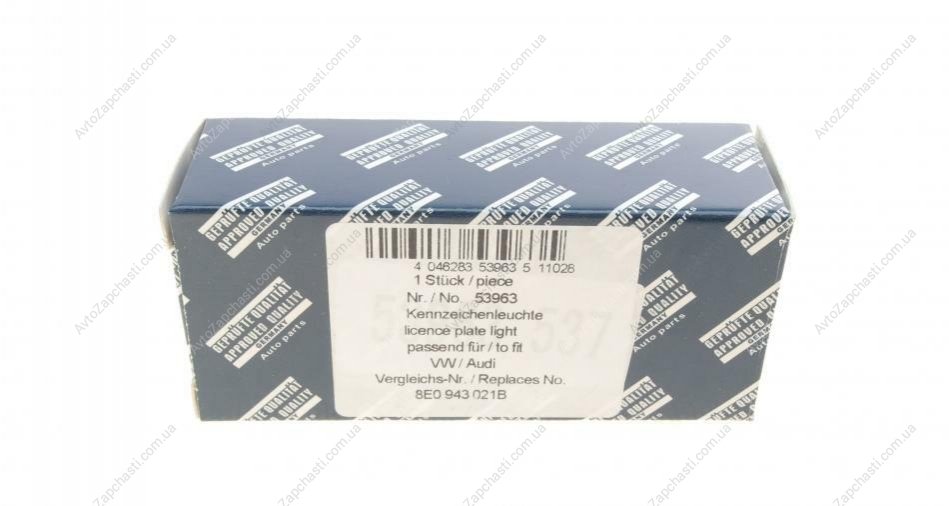 GEPRÜFTE QUALITÄT
APPROVED QUALITY
GERMANY
Auto parts
4 046283 53963 5 11028
1 Stück / piece
Nr. / No. 53963
Kennzeichenleuchte
licence plate light
passend für / to fit
VW / Audi
Vergleichs-Nr. / Replaces No.
8E0 943 021B
AvtoZapchasti.com.ua